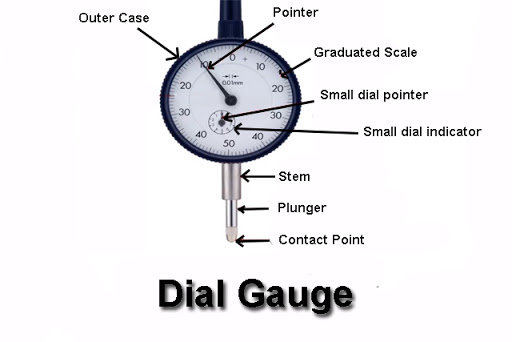 Outer Case
Pointer
Graduated Scale
10 0 + 10
0.01mm
20 20
30 30
40 40
50
Small dial pointer
Small dial indicator
Stem
Plunger
Contact Point
Dial Gauge